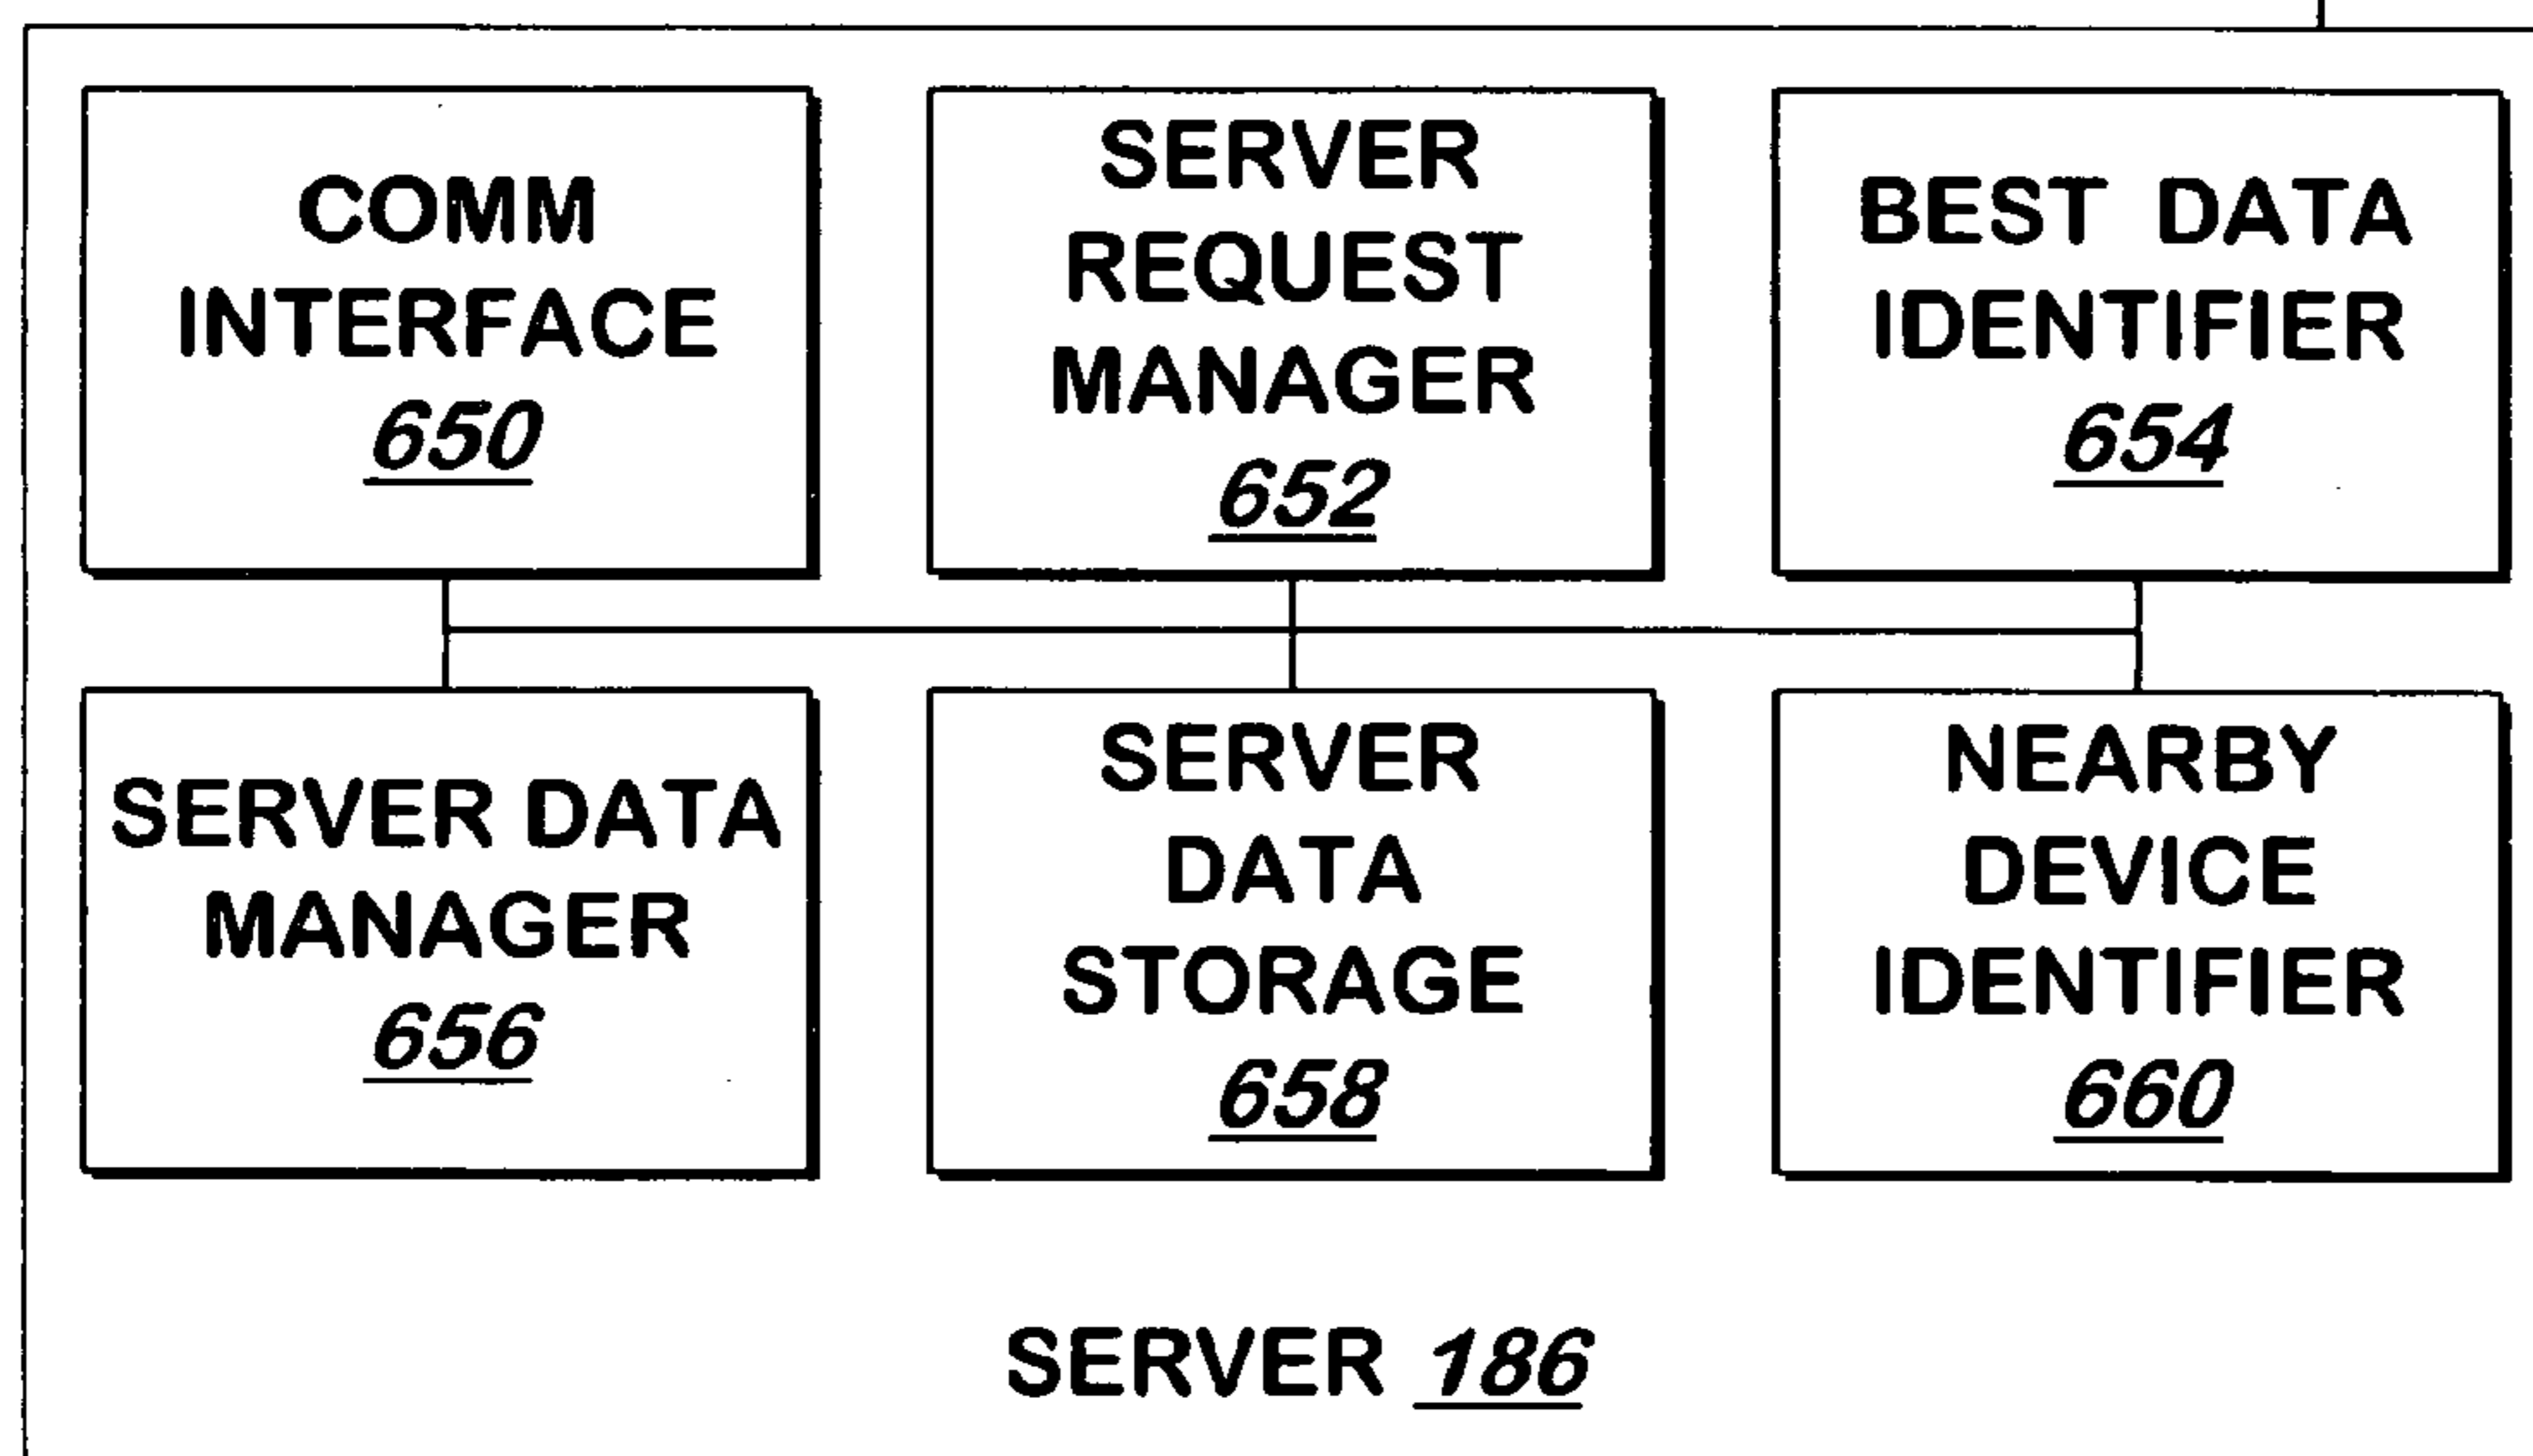 COMM
INTERFACE
650
SERVER
REQUEST
MANAGER
652
BEST DATA
IDENTIFIER
654
SERVER DATA
MANAGER
656
SERVER
DATA
STORAGE
658
NEARBY
DEVICE
IDENTIFIER
660
SERVER 186